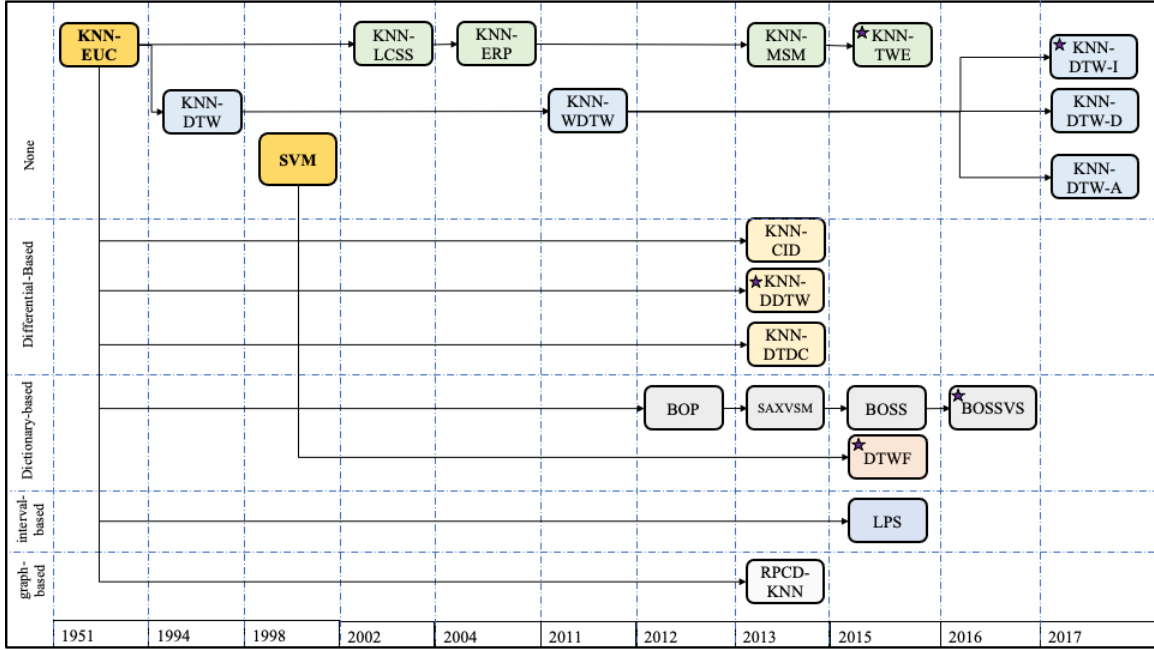 KNN-
EUC
KNN-
LCSS
KNN-
ERP
KNN-
MSM
KNN-
TWE
KNN-
DTW-I
KNN-
DTW
KNN-
WDTW
KNN-
DTW-D
SVM
KNN-
DTW-A
None
KNN-
CID
KNN-
DDTW
KNN-
DTDC
Differential-Based
BOP
SAXVSM
BOSS
BOSSVS
DTWF
Dictionary-based
LPS
interval-
based
RPCD-
KNN
graph-
based
1951
1994
1998
2002
2004
2011
2012
2013
2015
2016
2017